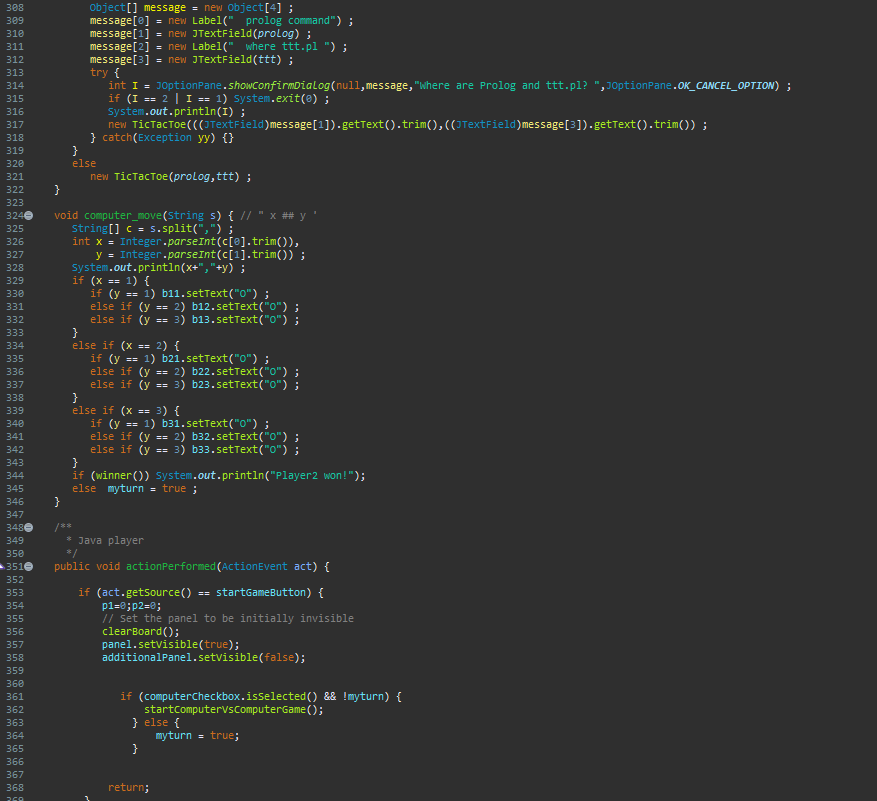 308 Object[] message = new Object[4] ;
309 message[0] = new Label("  prolog command") ;
310 message[1] = new JTextField(prolog) ;
311 message[2] = new Label("  where ttt.pl ") ;
312 message[3] = new JTextField(ttt) ;
313 try {
314 int I = JOptionPane.showConfirmDialog(null,message,"Where are Prolog and ttt.pl? ",JOptionPane.OK_CANCEL_OPTION) ;
315 if (I == 2 | I == 1) System.exit(0) ;
316 System.out.println(I) ;
317 new TicTacToe(((JTextField)message[1]).getText().trim(),((JTextField)message[3]).getText().trim()) ;
318 } catch(Exception yy) {}
319 }
320 else
321 new TicTacToe(prolog,ttt) ;
322 }
323
324 void computer_move(String s) { // " x ## y '
325 String[] c = s.split(",") ;
326 int x = Integer.parseInt(c[0].trim()),
327 y = Integer.parseInt(c[1].trim()) ;
328 System.out.println(x+","+y) ;
329 if (x == 1) {
330 if (y == 1) b11.setText("O") ;
331 else if (y == 2) b12.setText("O") ;
332 else if (y == 3) b13.setText("O") ;
333 }
334 else if (x == 2) {
335 if (y == 1) b21.setText("O") ;
336 else if (y == 2) b22.setText("O") ;
337 else if (y == 3) b23.setText("O") ;
338 }
339 else if (x == 3) {
340 if (y == 1) b31.setText("O") ;
341 else if (y == 2) b32.setText("O") ;
342 else if (y == 3) b33.setText("O") ;
343 }
344 if (winner()) System.out.println("Player2 won!");
345 else  myturn = true ;
346 }
347
348 /**
349 * Java player
350 */
351 public void actionPerformed(ActionEvent act) {
352
353 if (act.getSource() == startGameButton) {
354 p1=0;p2=0;
355 // Set the panel to be initially invisible
356 clearBoard();
357 panel.setVisible(true);
358 additionalPanel.setVisible(false);
359
360
361 if (computerCheckbox.isSelected() && !myturn) {
362 startComputerVsComputerGame();
363 } else {
364 myturn = true;
365 }
366
367
368 return;
369 }